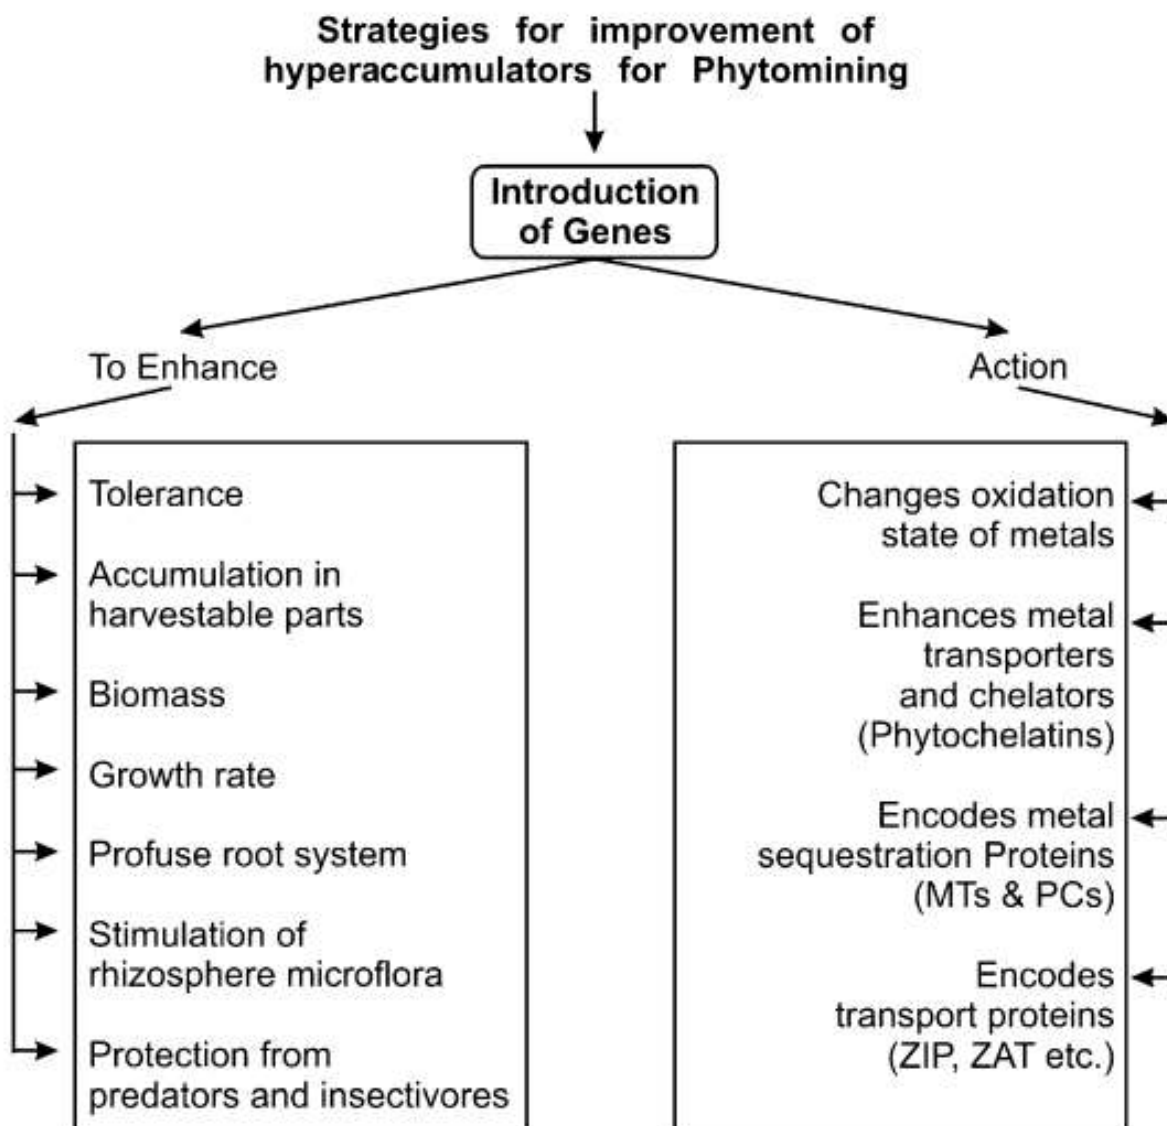 Strategies for improvement of
hyperaccumulators for Phytomining
Introduction
of Genes
To Enhance
Tolerance
Accumulation in
harvestable parts
Biomass
Growth rate
Profuse root system
Stimulation of
rhizosphere microflora
Protection from
predators and insectivores
Action
Changes oxidation
state of metals
Enhances metal
transporters
and chelators
(Phytochelatins)
Encodes metal
sequestration Proteins
(MTs & PCs)
Encodes
transport proteins
(ZIP, ZAT etc.)